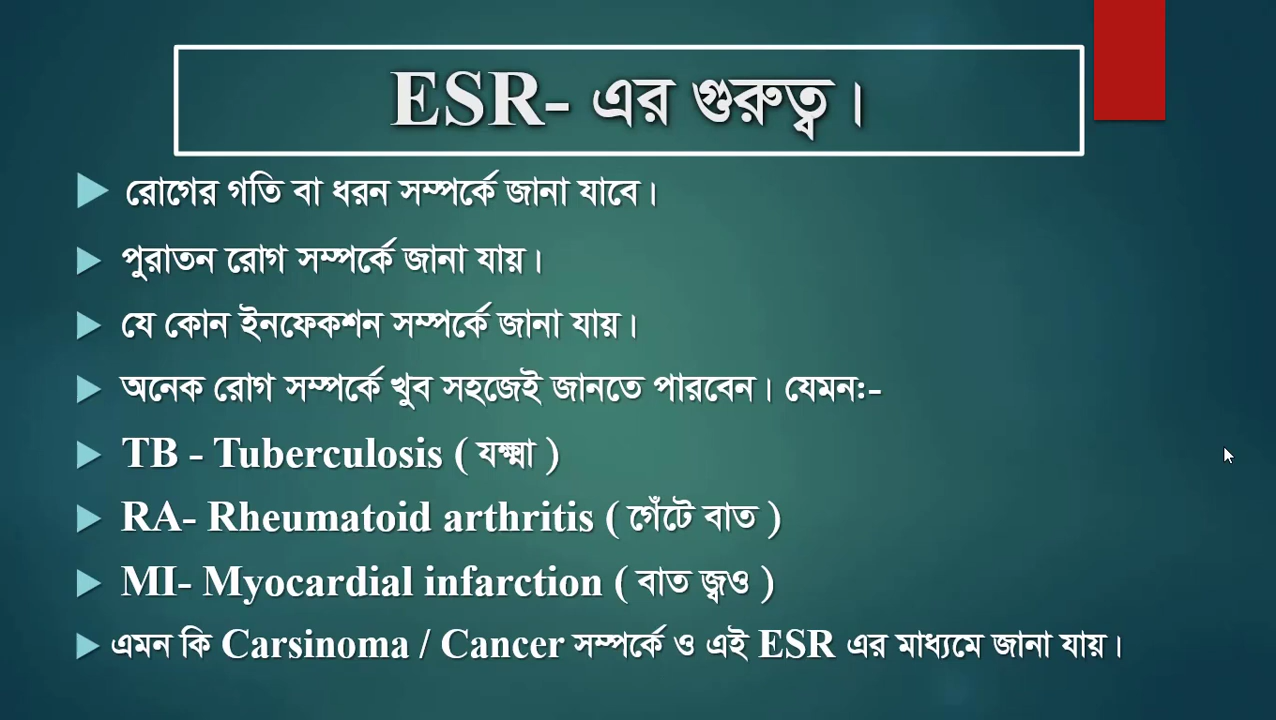 ESR- এর গুরুত্ব।
রোগের গতি বা ধরন সম্পর্কে জানা যাবে।
পুরাতন রোগ সম্পর্কে জানা যায়।
যে কোন ইনফেকশন সম্পর্কে জানা যায়।
অনেক রোগ সম্পর্কে খুব সহজেই জানতে পারবেন। যেমনঃ-
TB - Tuberculosis ( যক্ষ্মা )
RA- Rheumatoid arthritis ( গেঁটে বাত )
MI- Myocardial infarction ( বাত জ্বও )
এমন কি Carsinoma / Cancer সম্পর্কে ও এই ESR এর মাধ্যমে জানা যায়।